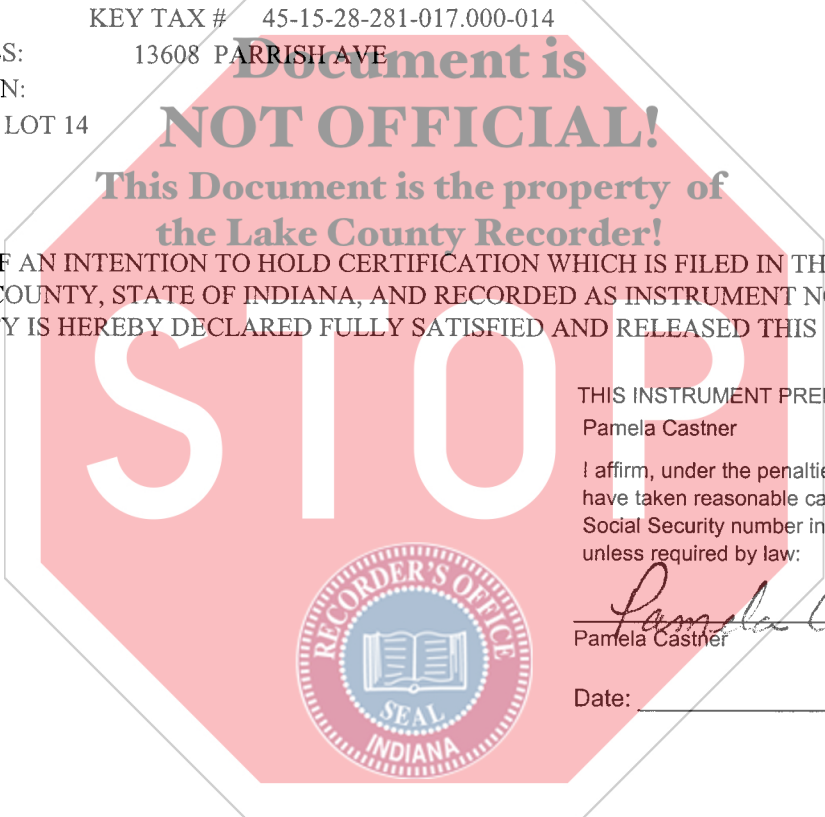 KEY TAX # 45-15-28-281-017.000-014
S: 13608 PARRISH AVE
N:
LOT 14
Document is
NOT OFFICIAL!
This Document is the property of
the Lake County Recorder!
F AN INTENTION TO HOLD CERTIFICATION WHICH IS FILED IN TH
COUNTY, STATE OF INDIANA, AND RECORDED AS INSTRUMENT N
Y IS HEREBY DECLARED FULLY SATISFIED AND RELEASED THIS
STOP
THIS INSTRUMENT PREP
Pamela Castner
I affirm, under the penaltie
have taken reasonable ca
Social Security number in
unless required by law:
Pamela C
Pamela Castner
Date:
RECORDER'S OFFICE
SEAL
INDIANA